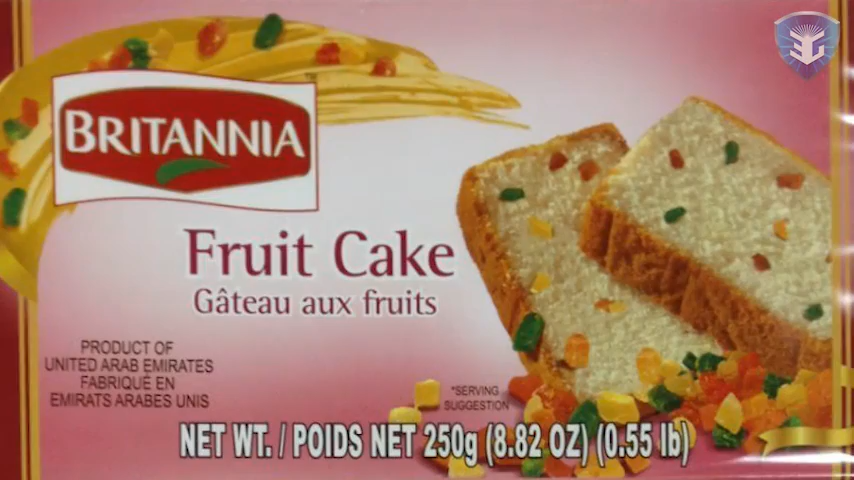 BRITANNIA
Fruit Cake
Gâteau aux fruits
PRODUCT OF
UNITED ARAB EMIRATES
FABRIQUÉ EN
EMIRATS ARABES UNIS
*SERVING
SUGGESTION
NET WT. / POIDS NET 250g (8.82 OZ) (0.55 lb)